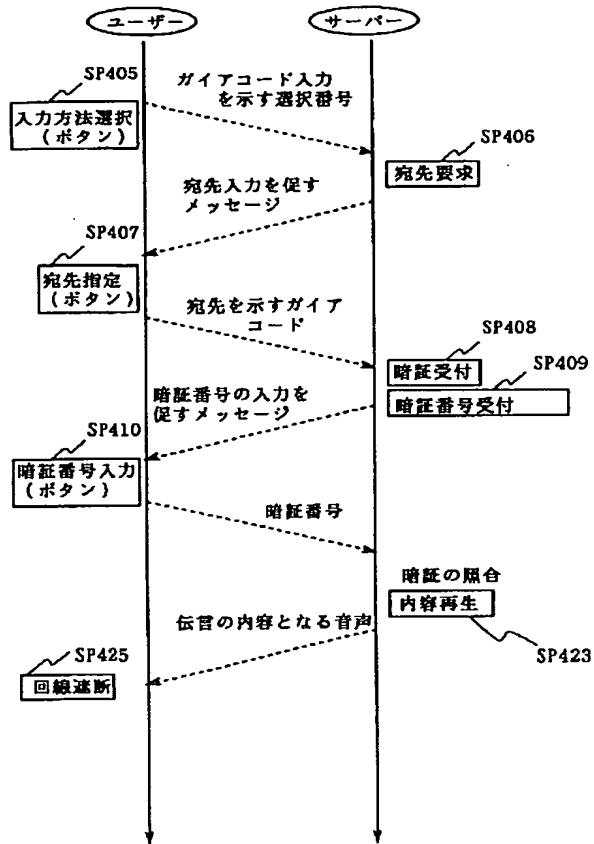 ユーザー
サーバー
SP405
ガイアコード入力
を示す選択番号
入力方法選択
(ボタン)
SP406
宛先要求
宛先入力を促す
メッセージ
SP407
宛先指定
(ボタン)
宛先を示すガイア
コード
SP408
暗証受付
SP409
暗証番号受付
暗証番号の入力を
促すメッセージ
SP410
暗証番号入力
(ボタン)
暗証番号
暗証の照合
内容再生
伝言の内容となる音声
SP423
SP425
回線遮断